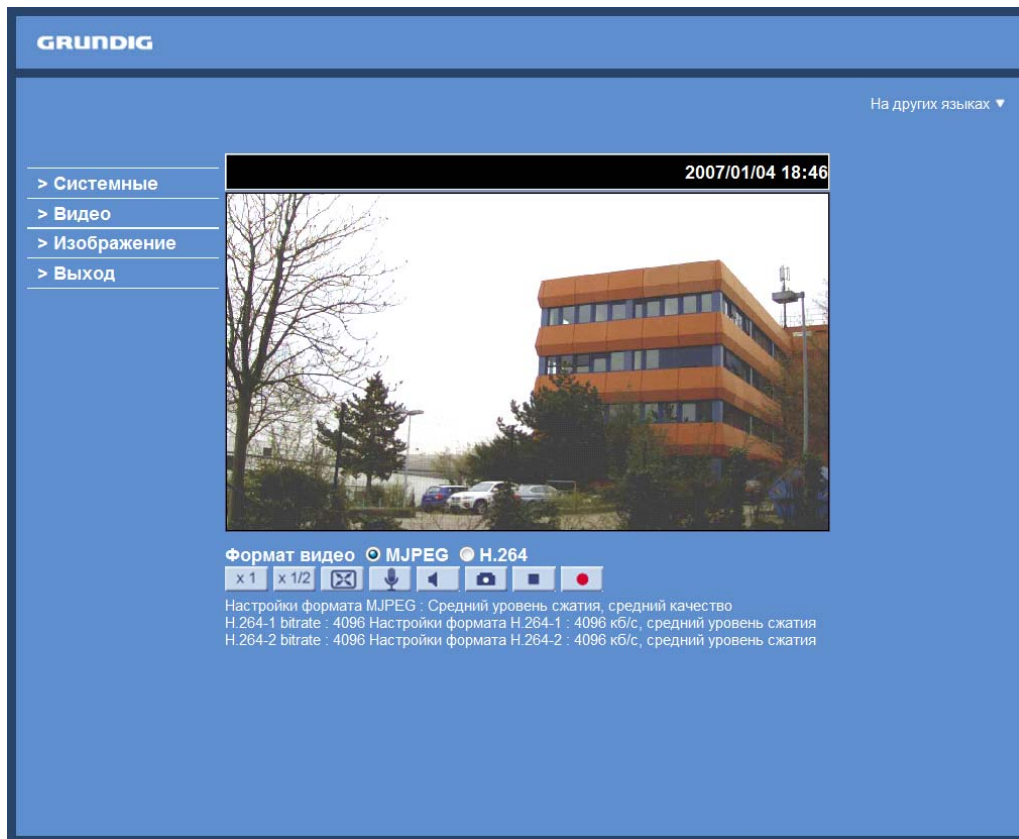 GRUNDIG
На других языках ▼
2007/01/04 18:46
> Системные
> Видео
> Изображение
> Выход
Формат видео MJPEG H.264
x 1 x 1/2
Настройки формата MJPEG : Средний уровень сжатия, средний качество
H.264-1 bitrate : 4096 Настройки формата H.264-1 : 4096 кб/с, средний уровень сжатия
H.264-2 bitrate : 4096 Настройки формата H.264-2 : 4096 кб/с, средний уровень сжатия